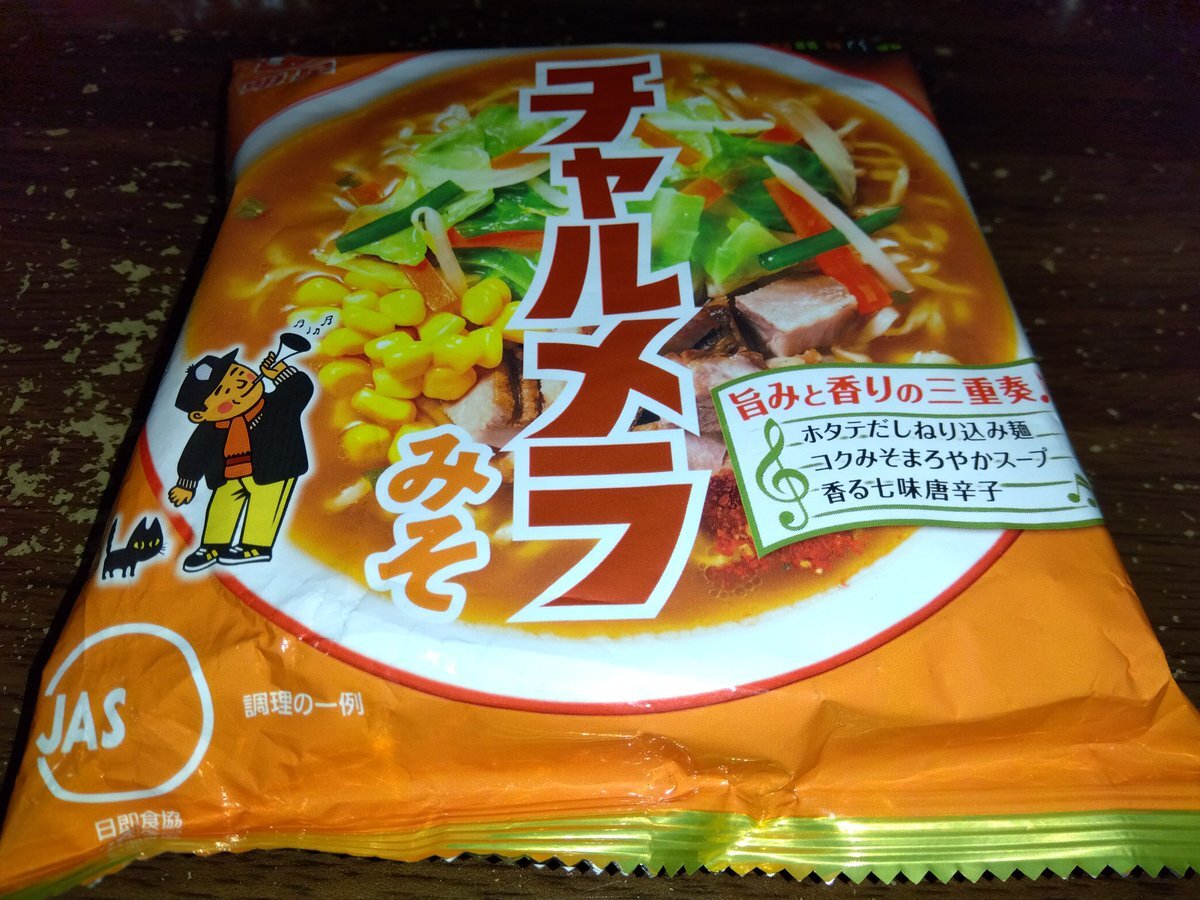 チャルメラ
みそ
旨みと香りの三重奏♪
ホタテだしねり込み麺
コクみそまろやかスープ
香る七味唐辛子
JAS
調理の一例
日即食協